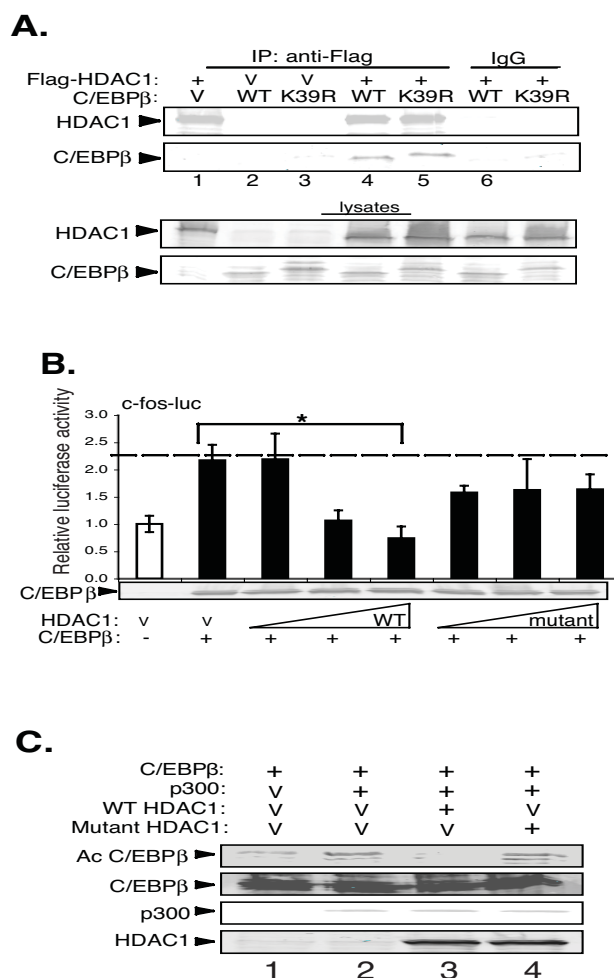 A.
IP: anti-Flag IgG
Flag-HDAC1: + v v + + + +
C/EBPβ: V WT K39R WT K39R WT K39R
HDAC1
C/EBPβ
1 2 3 4 5 6
lysates
HDAC1
C/EBPβ
B.
c-fos-luc
Relative luciferase activity
3.0
2.5
2.0
1.5
1.0
0.5
0.0
*
C/EBPβ
HDAC1: v v WT mutant
C/EBPβ: - + + + + + + +
C.
C/EBPβ: + + + +
p300: V + + +
WT HDAC1: V V + V
Mutant HDAC1: V V V +
Ac C/EBPβ
C/EBPβ
p300
HDAC1
1 2 3 4